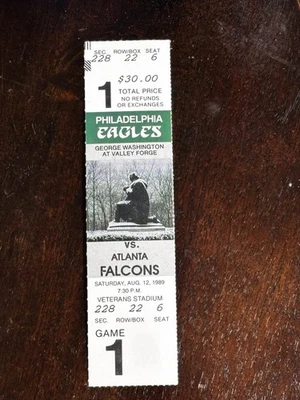 SEC. ROW/BOX SEAT
228 22 6
$30.00
1 TOTAL PRICE
NO REFUNDS
OR EXCHANGES
PHILADELPHIA
EAGLES
GEORGE WASHINGTON
AT VALLEY FORGE
VS.
ATLANTA
FALCONS
SATURDAY, AUG. 12, 1989
7:30 P.M.
VETERANS STADIUM
228 22 6
SEC. ROW/BOX SEAT
GAME
1